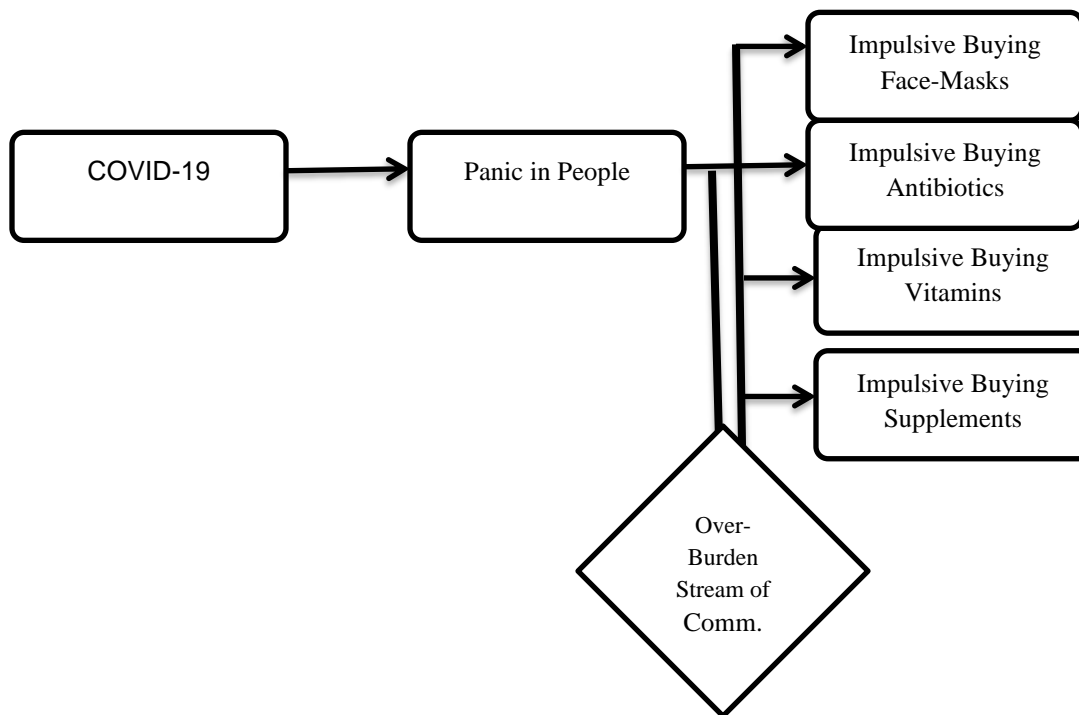 COVID-19
Panic in People
Impulsive Buying
Face-Masks
Impulsive Buying
Antibiotics
Impulsive Buying
Vitamins
Impulsive Buying
Supplements
Over-
Burden
Stream of
Comm.